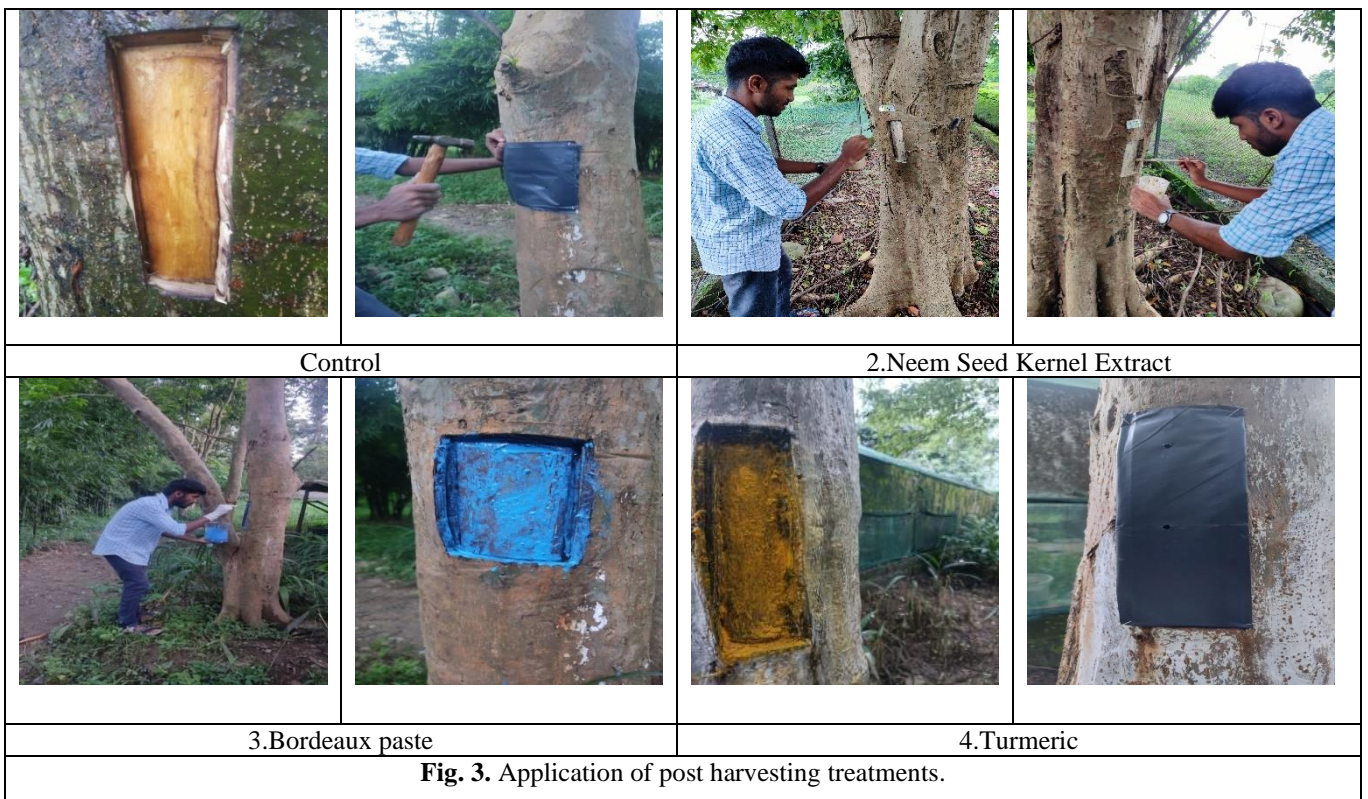 Control
2.Neem Seed Kernel Extract
3.Bordeaux paste
4.Turmeric
Fig. 3. Application of post harvesting treatments.